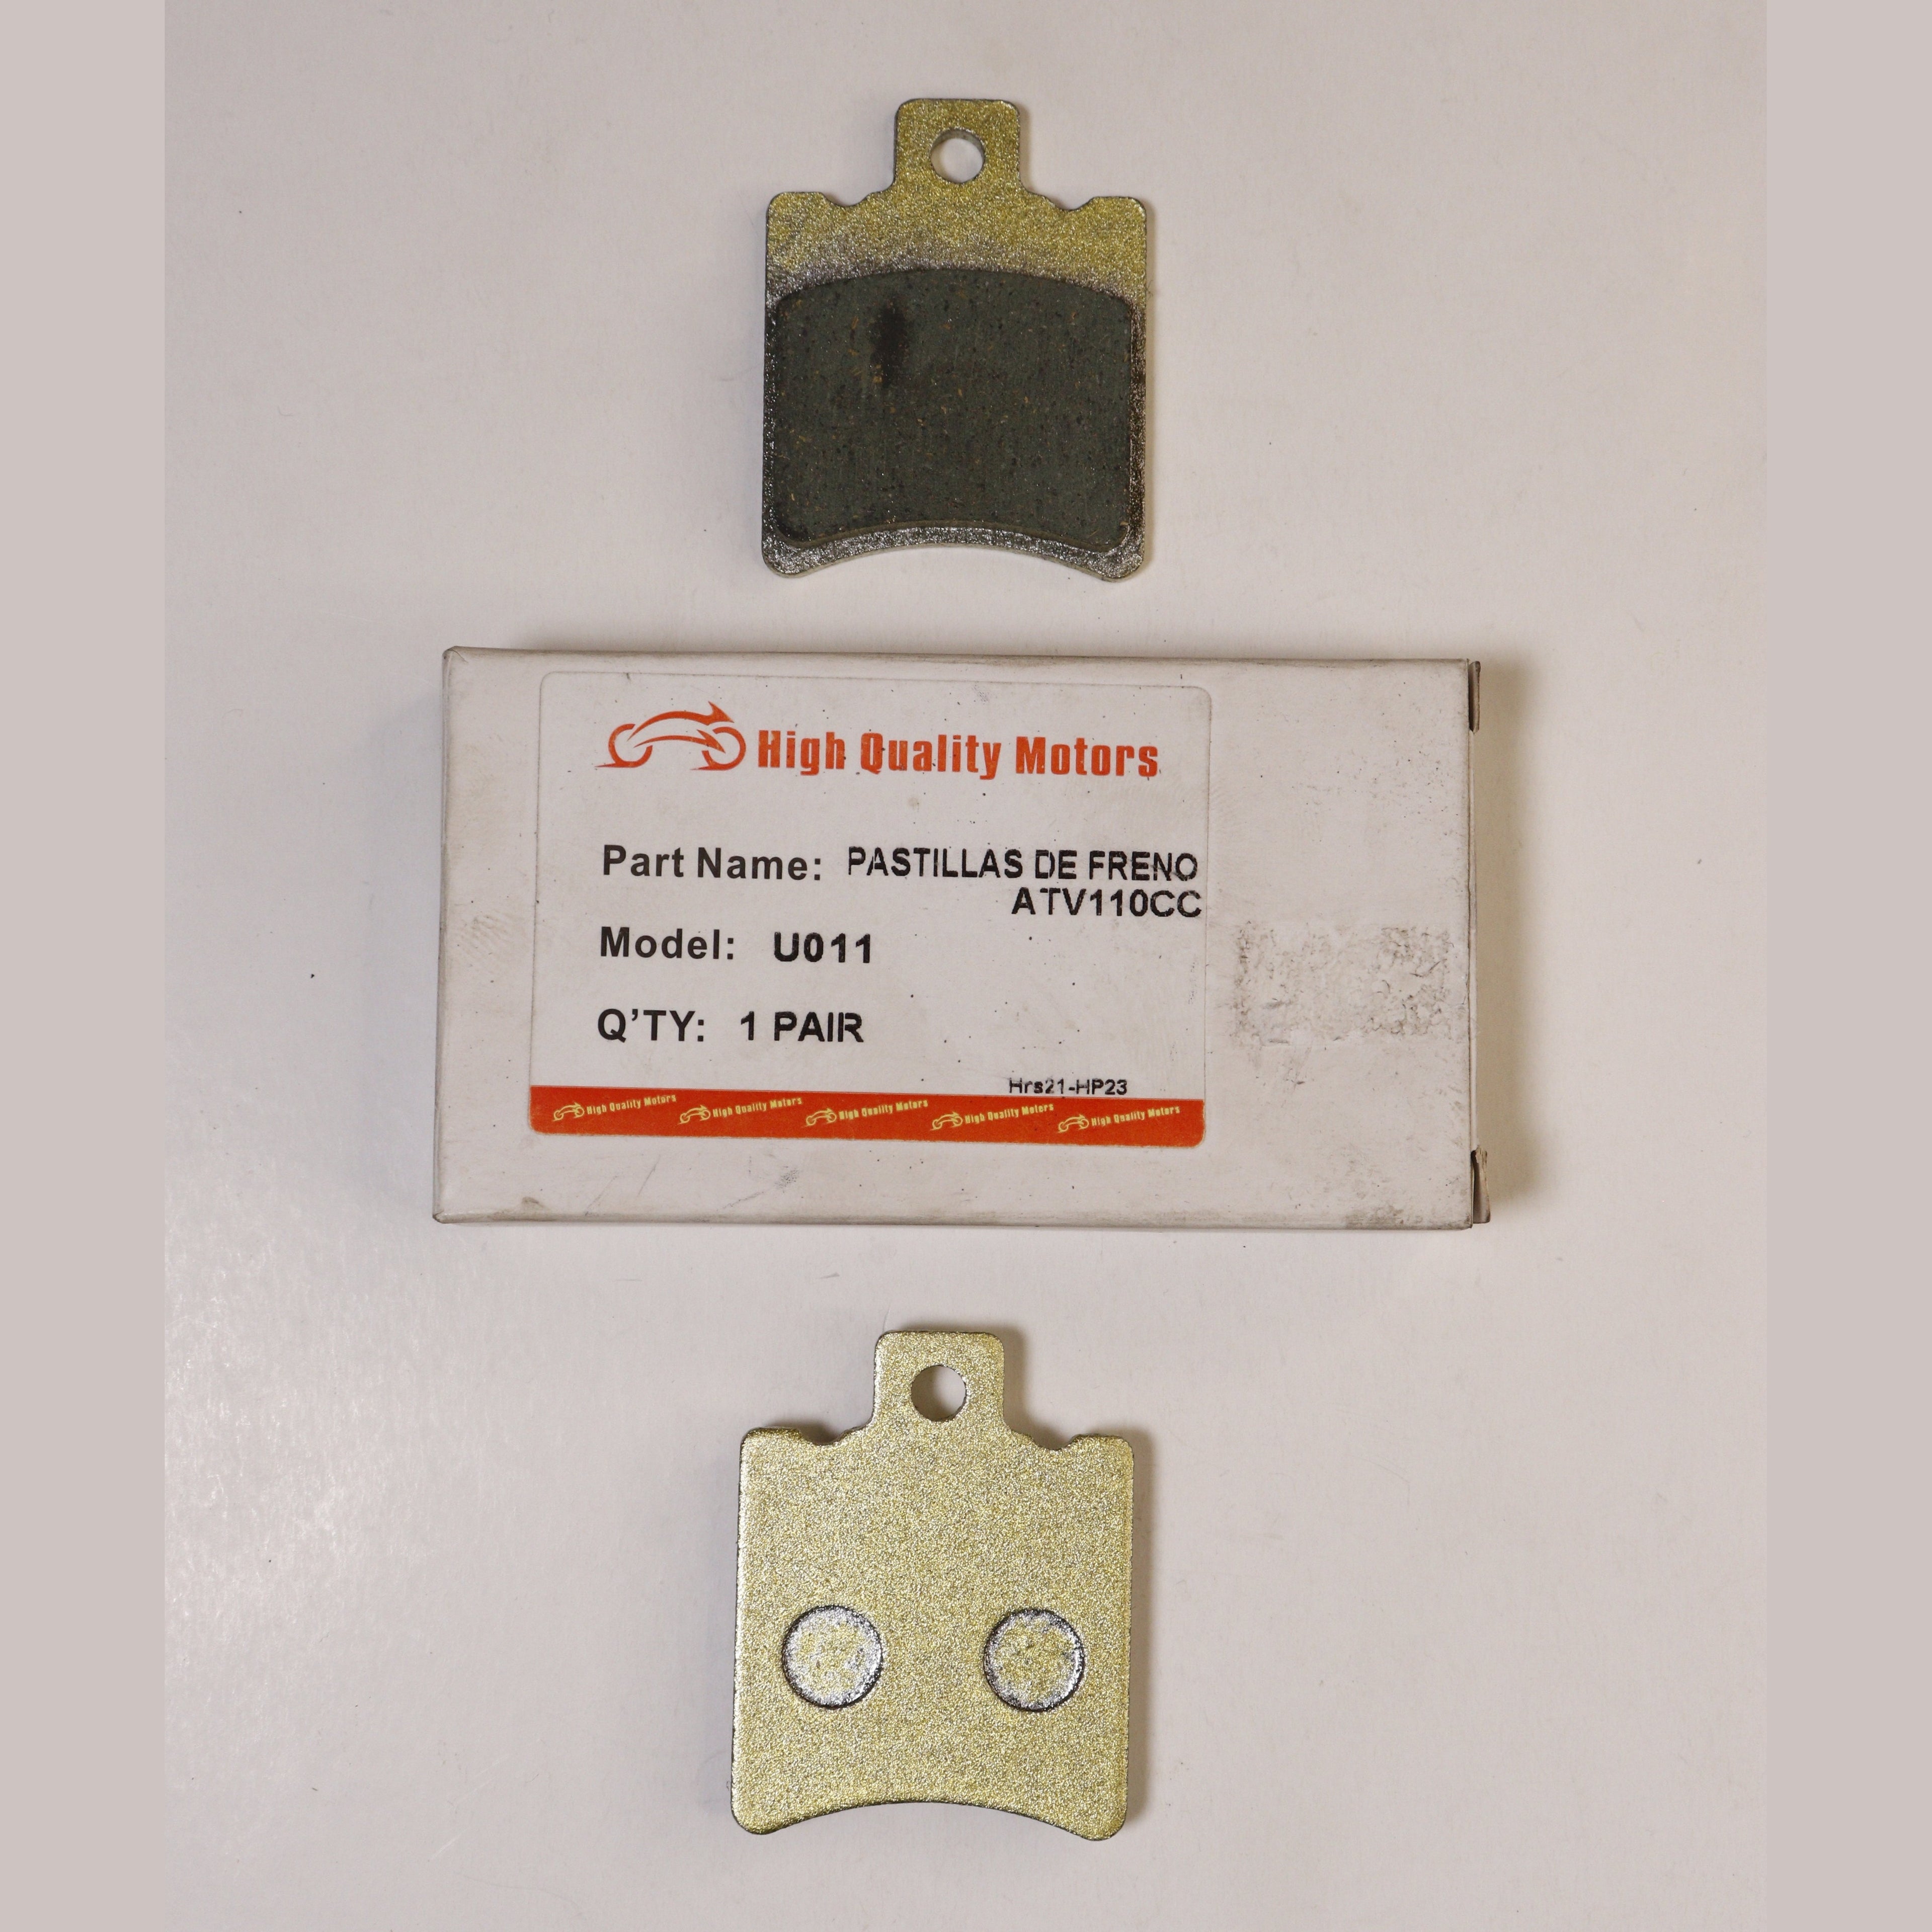 High Quality Motors
Part Name: PASTILLAS DE FRENO
ATV110CC
Model: U011
Q'TY: 1 PAIR
Hrs21-HP23
High Quality Motors High Quality Motors High Quality Motors High Quality Motors High Quality Motors